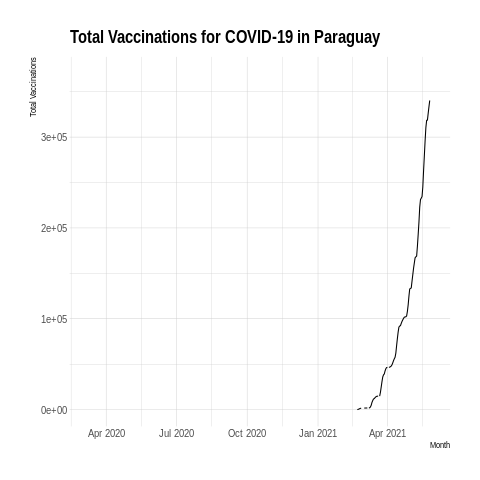 Total Vaccinations for COVID-19 in Paraguay
Total Vaccinations
3e+05
2e+05
1e+05
0e+00
Apr 2020 Jul 2020 Oct 2020 Jan 2021 Apr 2021
Month